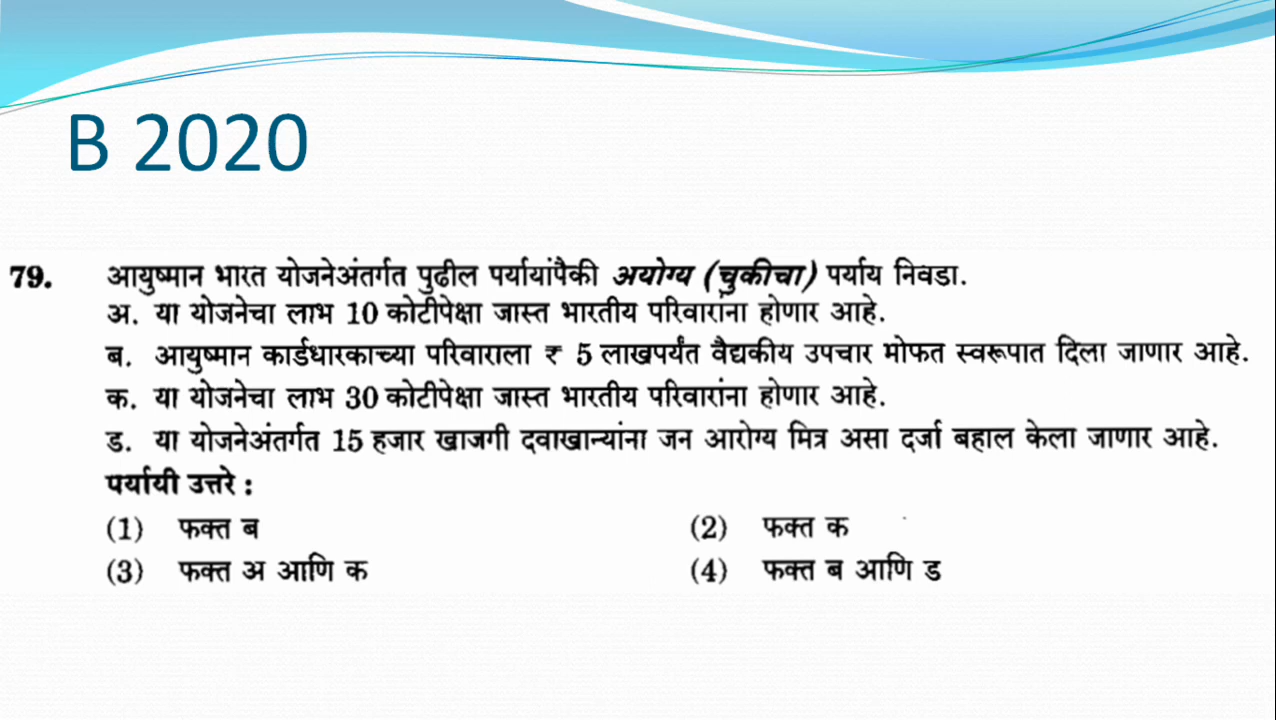 B 2020
79. आयुष्मान भारत योजनेअंतर्गत पुढील पर्यायांपैकी अयोग्य (चुकीचा) पर्याय निवडा.
अ. या योजनेचा लाभ 10 कोटीपेक्षा जास्त भारतीय परिवारांना होणार आहे.
ब. आयुष्मान कार्डधारकाच्या परिवाराला ₹ 5 लाखपर्यंत वैद्यकीय उपचार मोफत स्वरूपात दिला जाणार आहे.
क. या योजनेचा लाभ 30 कोटीपेक्षा जास्त भारतीय परिवारांना होणार आहे.
ड. या योजनेअंतर्गत 15 हजार खाजगी दवाखान्यांना जन आरोग्य मित्र असा दर्जा बहाल केला जाणार आहे.
पर्यायी उत्तरे :
(1) फक्त ब (2) फक्त क
(3) फक्त अ आणि क (4) फक्त ब आणि ड